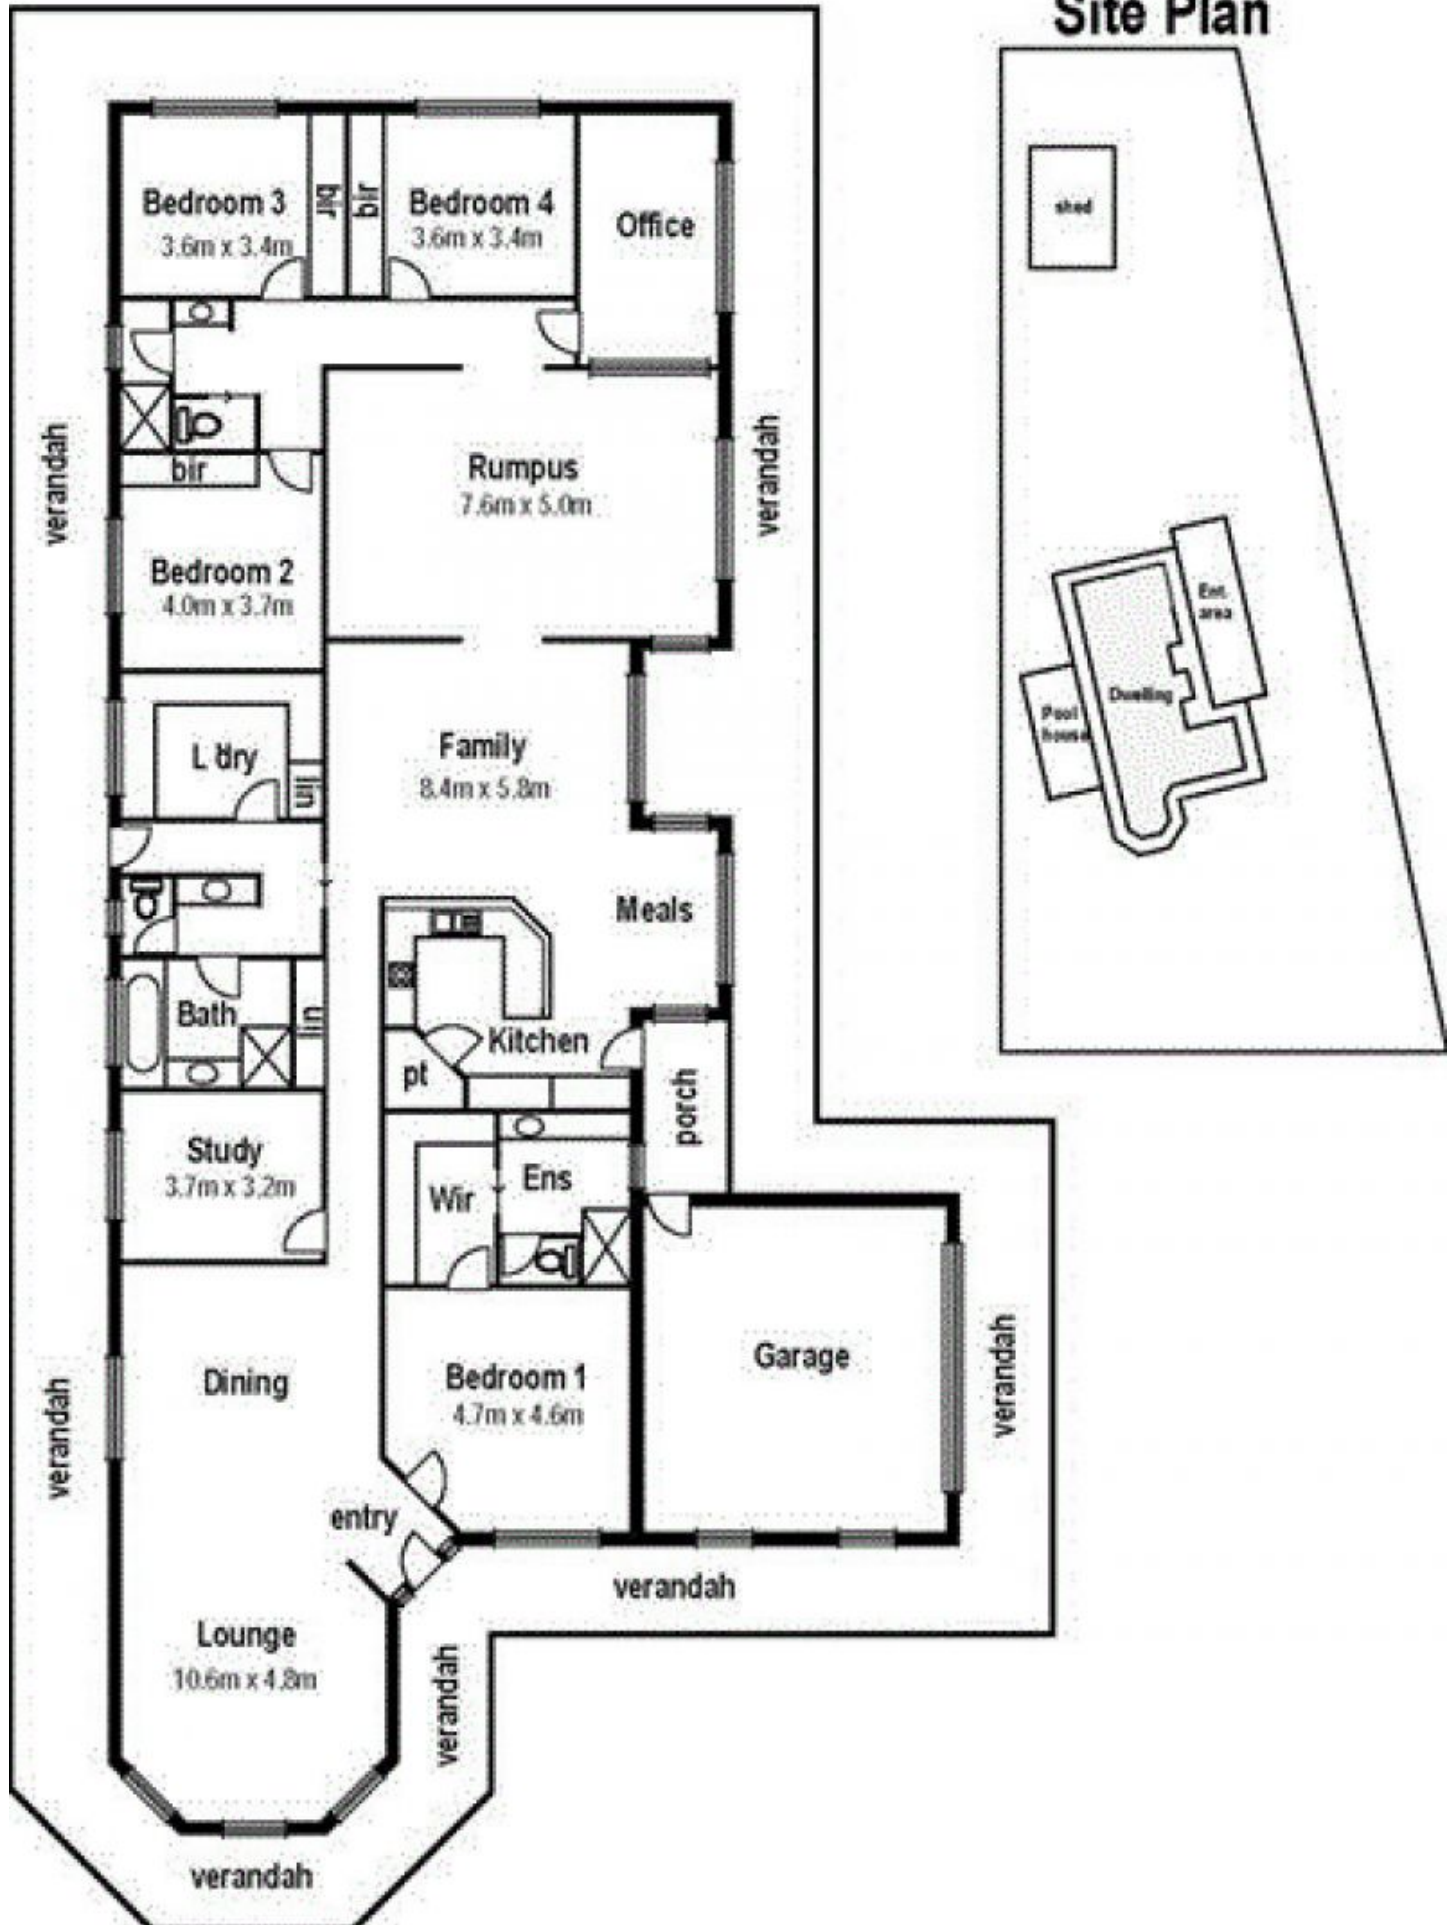 Site Plan
Bedroom 3
3.6m x 3.4m
bir
bir
Bedroom 4
3.6m x 3.4m
Office
shed
verandah
bir
Rumpus
7.6m x 5.0m
verandah
Bedroom 2
4.0m x 3.7m
Ent.
area
Dwelling
Pool
house
L'dry
lin
Family
8.4m x 5.8m
Meals
Bath
lin
Kitchen
pt
porch
Study
3.7m x 3.2m
Wir
Ens
Dining
Bedroom 1
4.7m x 4.6m
Garage
verandah
verandah
entry
verandah
Lounge
10.6m x 4.8m
verandah
verandah